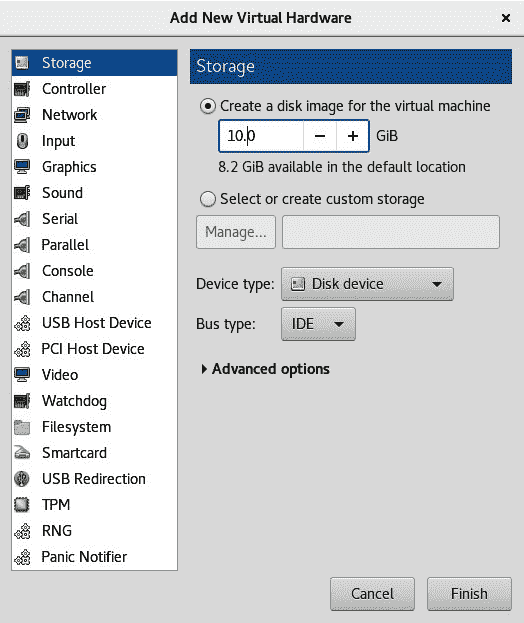 Add New Virtual Hardware
Storage
Controller
Network
Input
Graphics
Sound
Serial
Parallel
Console
Channel
USB Host Device
PCI Host Device
Video
Watchdog
Filesystem
Smartcard
USB Redirection
TPM
RNG
Panic Notifier
Storage
Create a disk image for the virtual machine
10.0 − + GiB
8.2 GiB available in the default location
Select or create custom storage
Manage...
Device type: Disk device
Bus type: IDE
Advanced options
Cancel Finish